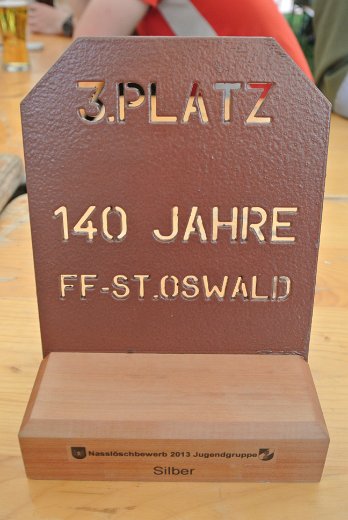 3.PLATZ
140 JAHRE
FF-ST.OSWALD
Nasslöschbewerb 2013 Jugendgruppe
Silber